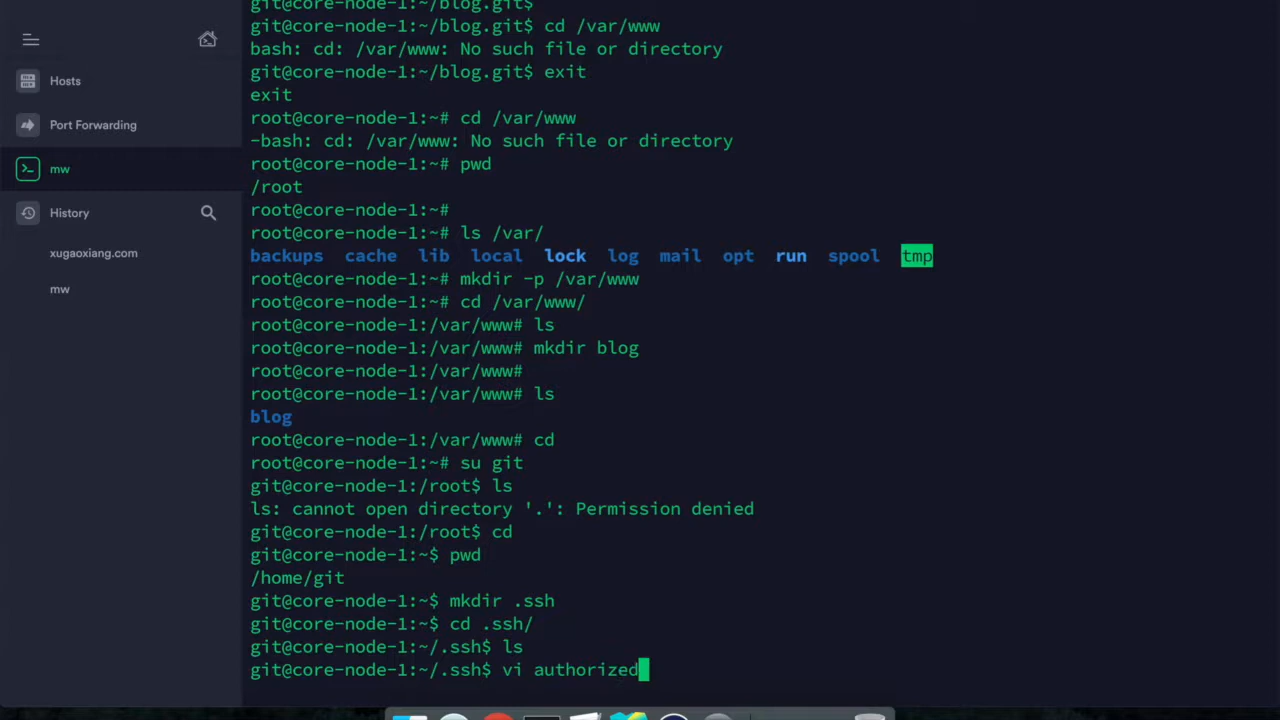 git@core-node-1:~/blog.git$
git@core-node-1:~/blog.git$ cd /var/www
bash: cd: /var/www: No such file or directory
git@core-node-1:~/blog.git$ exit
exit
root@core-node-1:~# cd /var/www
-bash: cd: /var/www: No such file or directory
root@core-node-1:~# pwd
/root
root@core-node-1:~#
root@core-node-1:~# ls /var/
backups cache lib local lock log mail opt run spool tmp
root@core-node-1:~# mkdir -p /var/www
root@core-node-1:~# cd /var/www/
root@core-node-1:/var/www# ls
root@core-node-1:/var/www# mkdir blog
root@core-node-1:/var/www#
root@core-node-1:/var/www# ls
blog
root@core-node-1:/var/www# cd
root@core-node-1:~# su git
git@core-node-1:/root$ ls
ls: cannot open directory '.': Permission denied
git@core-node-1:/root$ cd
git@core-node-1:~$ pwd
/home/git
git@core-node-1:~$ mkdir .ssh
git@core-node-1:~$ cd .ssh/
git@core-node-1:~/.ssh$ ls
git@core-node-1:~/.ssh$ vi authorized
Hosts
Port Forwarding
mw
History
xugaoxiang.com
mw